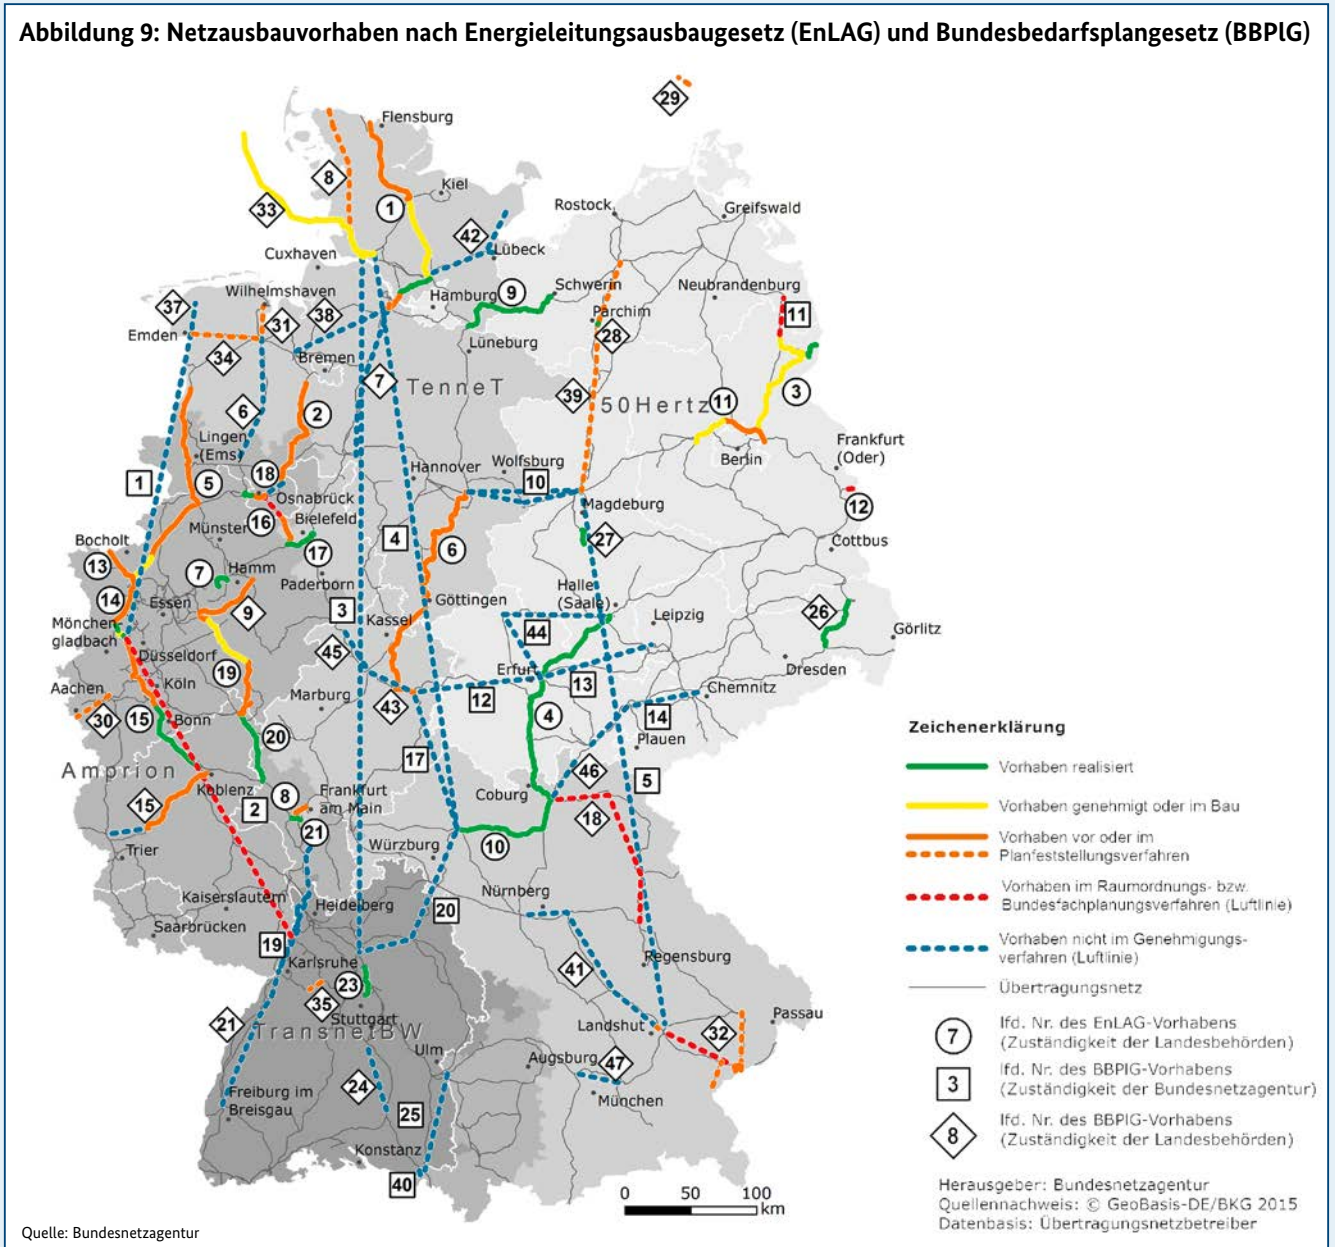 Abbildung 9: Netzausbauvorhaben nach Energieleitungsausbaugesetz (EnLAG) und Bundesbedarfsplangesetz (BBPlG)
29
Flensburg
8
Kiel
33
1
Rostock
Greifswald
42
Cuxhaven
Lübeck
Wilhelmshaven
Hamburg
9
Schwerin
Neubrandenburg
37
38
31
Parchim
11
Emden
28
34
Bremen
Lüneburg
7
TenneT
39
50Hertz
11
3
6
2
Lingen
(Ems)
Berlin
Frankfurt
(Oder)
18
Hannover
Wolfsburg
1
5
10
Osnabrück
Magdeburg
12
16
Bielefeld
Münster
4
6
27
Bocholt
17
Cottbus
13
7
Hamm
Paderborn
Halle
(Saale)
14
Essen
9
3
Göttingen
26
Leipzig
Mönchen-
gladbach
Kassel
44
Görlitz
Düsseldorf
45
Erfurt
Dresden
Aachen
19
Köln
13
Chemnitz
30
15
Bonn
Marburg
43
12
4
14
20
Plauen
Amprion
17
46
5
Koblenz
8
Frankfurt
am Main
Coburg
15
2
21
18
Trier
Würzburg
10
Kaiserslautern
Nürnberg
Heidelberg
20
Saarbrücken
19
Karlsruhe
Regensburg
23
41
35
21
Stuttgart
TransnetBW
Landshut
32
Passau
Ulm
Augsburg
47
24
Freiburg im
Breisgau
25
München
Konstanz
40
0 50 100
km
Zeichenerklärung
Vorhaben realisiert
Vorhaben genehmigt oder im Bau
Vorhaben vor oder im
Planfeststellungsverfahren
Vorhaben im Raumordnungs- bzw.
Bundesfachplanungsverfahren (Luftlinie)
Vorhaben nicht im Genehmigungs-
verfahren (Luftlinie)
Übertragungsnetz
7
lfd. Nr. des EnLAG-Vorhabens
(Zuständigkeit der Landesbehörden)
3
lfd. Nr. des BBPlG-Vorhabens
(Zuständigkeit der Bundesnetzagentur)
8
lfd. Nr. des BBPlG-Vorhabens
(Zuständigkeit der Landesbehörden)
Herausgeber: Bundesnetzagentur
Quellennachweis: © GeoBasis-DE/BKG 2015
Datenbasis: Übertragungsnetzbetreiber
Quelle: Bundesnetzagentur